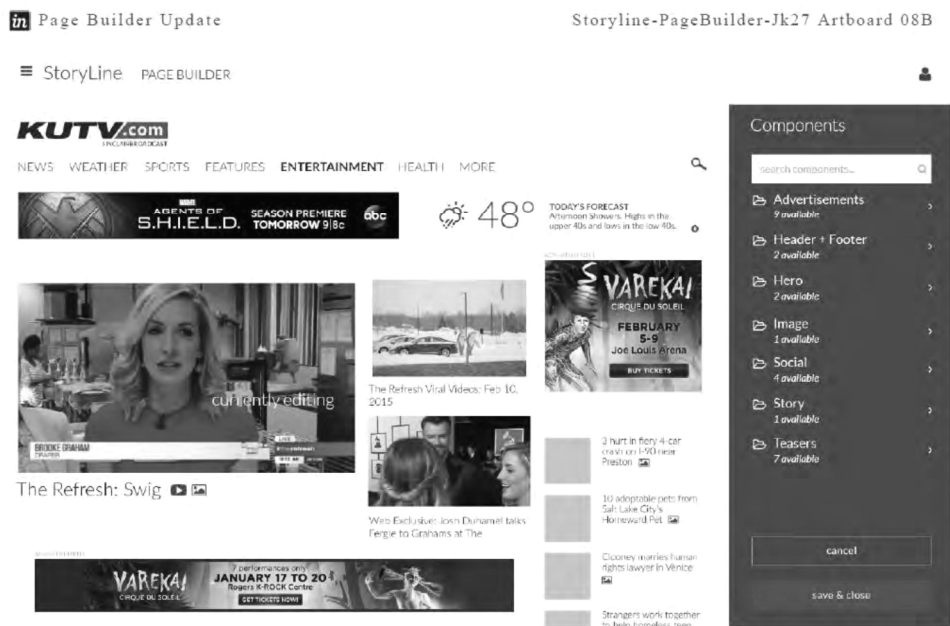 in Page Builder Update
Storyline-PageBuilder-Jk27 Artboard 08B
StoryLine PAGE BUILDER
KUTV.com
SINCLAIR BROADCAST
NEWS WEATHER SPORTS FEATURES ENTERTAINMENT HEALTH MORE
MARVEL
AGENTS OF
S.H.I.E.L.D.
SEASON PREMIERE
TOMORROW 9|8c
abc
48°
TODAY'S FORECAST
Afternoon Showers. Highs in the
upper 40s and lows in the low 40s.
currently editing
BROOKE GRAHAM
DRAPER
LIVE
The Refresh: Swig
The Refresh Viral Videos: Feb 10,
2015
Web Exclusive: Josh Duhamel talks
Fergie to Grahams at The
ADVERTISEMENT
VAREKAI
CIRQUE DU SOLEIL
FEBRUARY
5-9
Joe Louis Arena
BUY TICKETS
3 hurt in fiery 4-car
crash on I-90 near
Preston
10 adoptable pets from
Salt Lake City's
Homeward Pet
Clooney marries human
rights lawyer in Venice
Strangers work together
to help homeless teen
ADVERTISEMENT
VAREKAI
CIRQUE DU SOLEIL
7 performances only!
JANUARY 17 TO 20
Rogers K-ROCK Centre
GET TICKETS NOW!
Components
search components...
Advertisements
9 available
Header + Footer
2 available
Hero
2 available
Image
1 available
Social
4 available
Story
1 available
Teasers
7 available
cancel
save & close